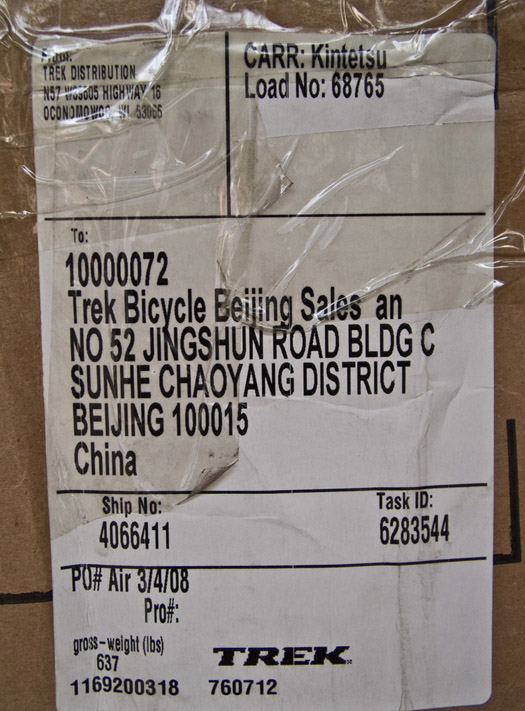 From:
TREK DISTRIBUTION
HIGHWAY 16
OCONOMOWOC, WI 53066
CARR: Kintetsu
Load No: 68765
To:
10000072
Trek Bicycle Beijing Sales an
NO 52 JINGSHUN ROAD BLDG C
SUNHE CHAOYANG DISTRICT
BEIJING 100015
China
Ship No:
4066411
Task ID:
6283544
PO# Air 3/4/08
Pro#:
gross-weight (lbs)
637
TREK
1169200318 760712